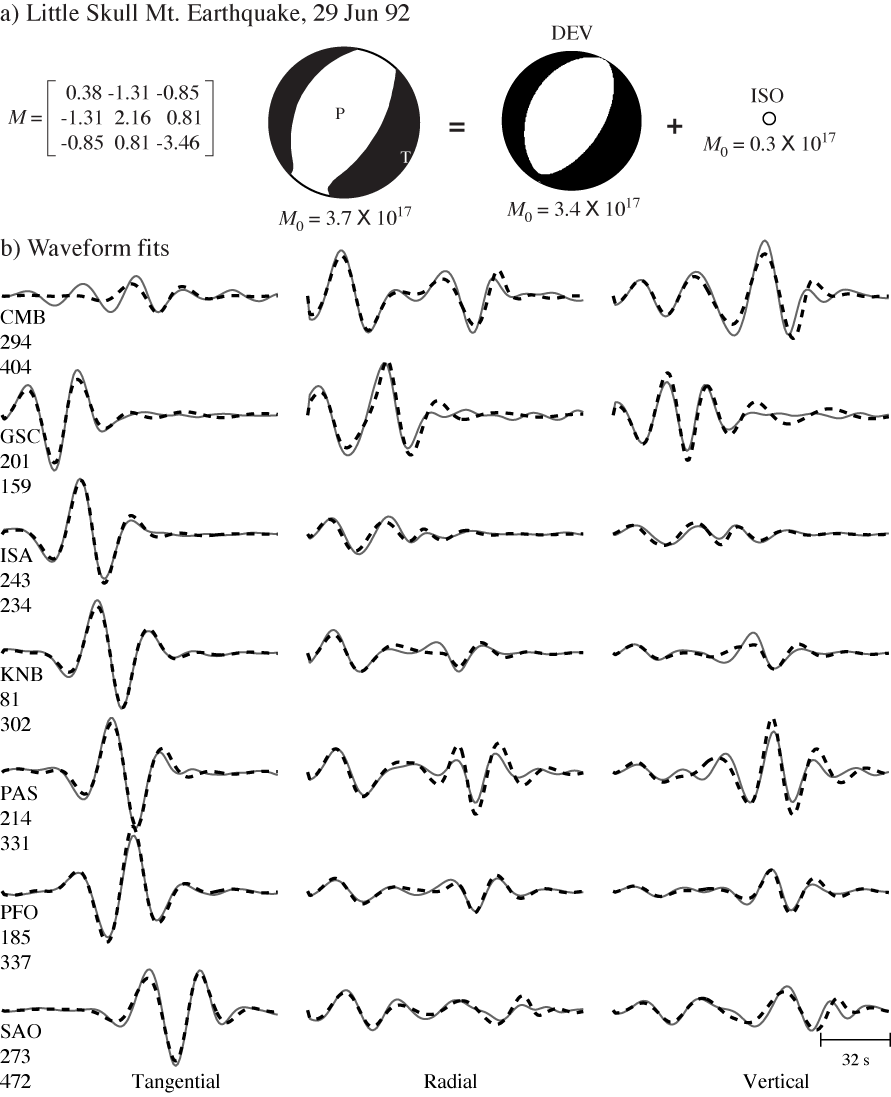 a) Little Skull Mt. Earthquake, 29 Jun 92
M = 0.38 -1.31 -0.85
-1.31 2.16 0.81
-0.85 0.81 -3.46
P
T
M0 = 3.7 X 10^17
=
DEV
M0 = 3.4 X 10^17
+
ISO
M0 = 0.3 X 10^17
b) Waveform fits
CMB
294
404
GSC
201
159
ISA
243
234
KNB
81
302
PAS
214
331
PFO
185
337
SAO
273
472
Tangential
Radial
Vertical
32 s